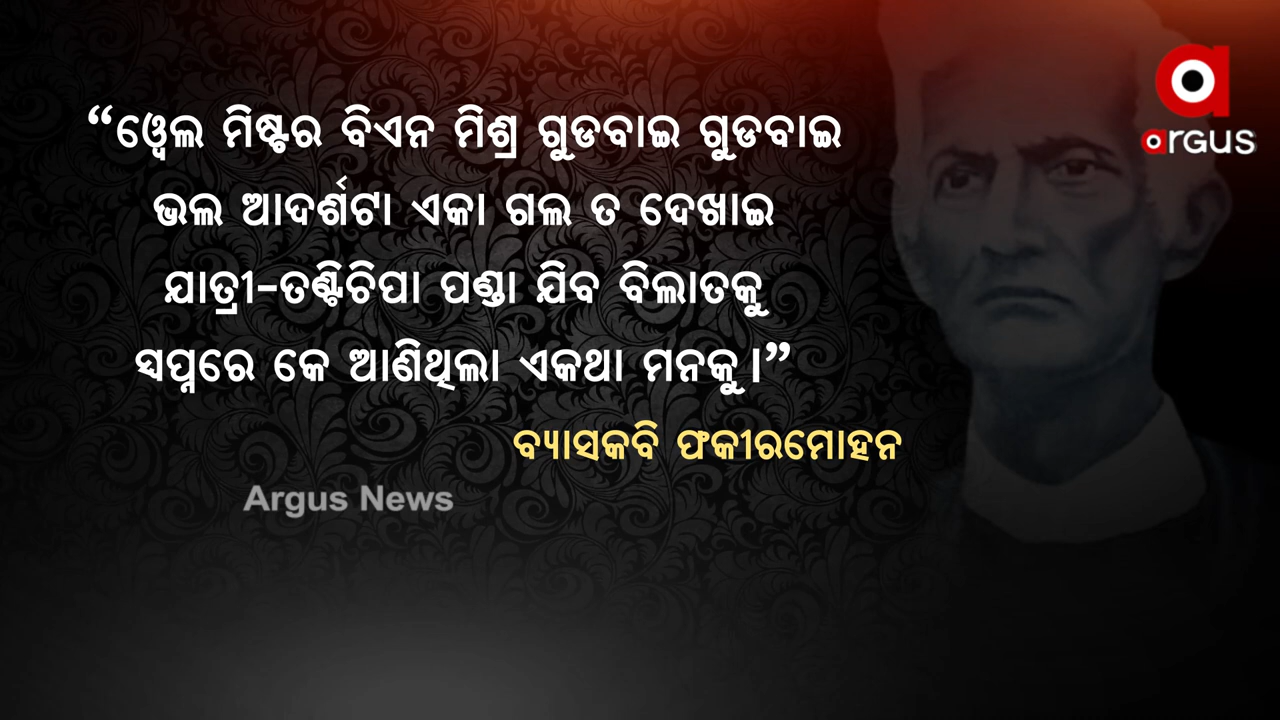 “ୱେଲ ମିଷ୍ଟର ବିଏନ ମିଶ୍ର ଗୁଡବାଇ ଗୁଡବାଇ
ଭଲ ଆଦର୍ଶଟା ଏକା ଗଲ ତ ଦେଖାଇ
ଯାତ୍ରୀ-ତଣ୍ଟିଚିପା ପଣ୍ଡା ଯିବ ବିଲାତକୁ
ସ୍ୱପ୍ନରେ କେ ଆଣିଥିଲା ଏକଥା ମନକୁ।”
ବ୍ୟାସକବି ଫକୀରମୋହନ
Argus News
argus